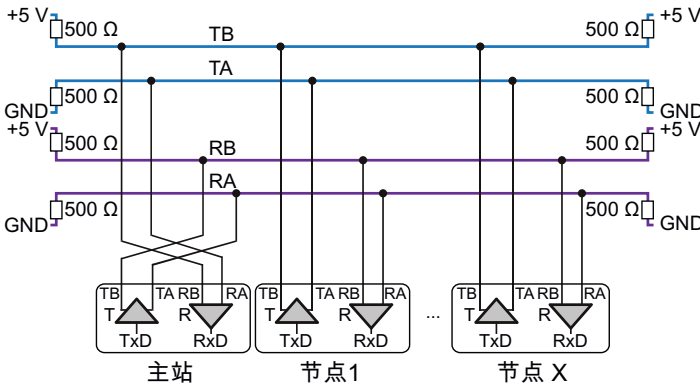 +5 V
500 Ω
TB
500 Ω
+5 V
TA
GND
500 Ω
500 Ω
GND
+5 V
500 Ω
RB
500 Ω
+5 V
RA
GND
500 Ω
500 Ω
GND
TB TA RB RA
T R
TxD RxD
主站
TB TA RB RA
T R
TxD RxD
节点1
...
TB TA RB RA
T R
TxD RxD
节点 X